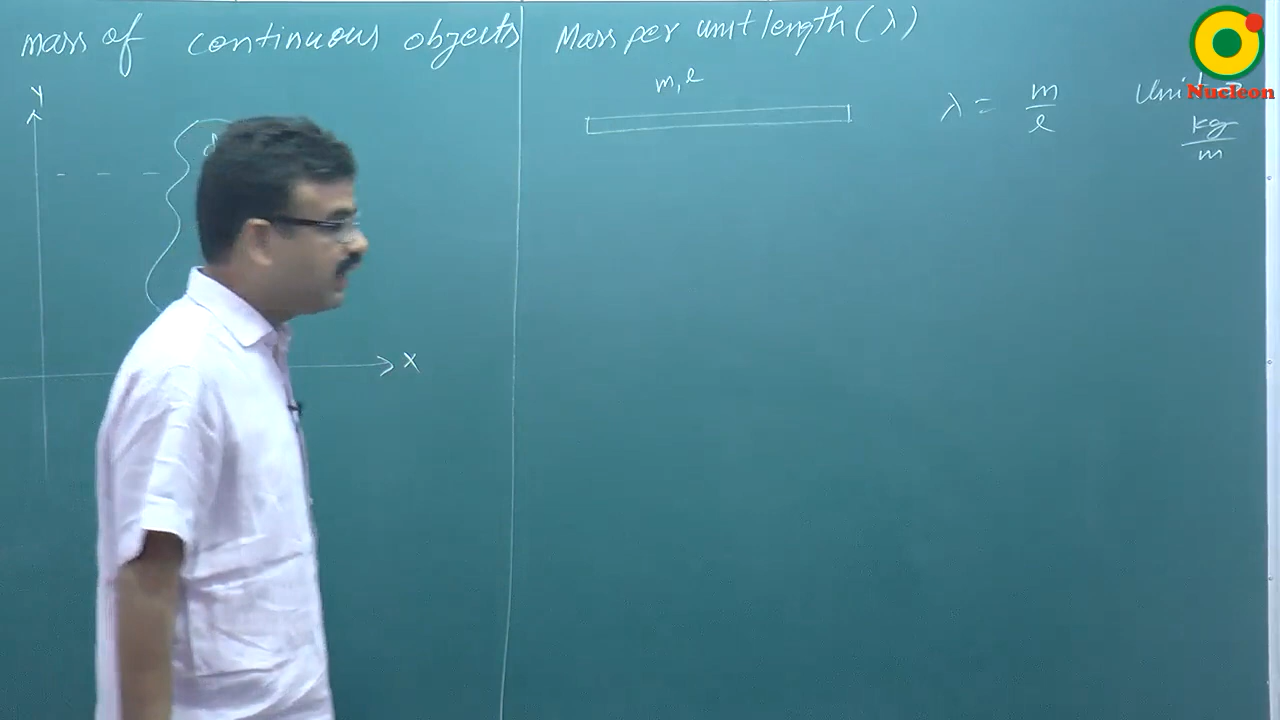 mass of continuous objects
Y
X
Mass per unit length (λ)
m, l
λ = m/l
Unit →
kg/m
Nucleon